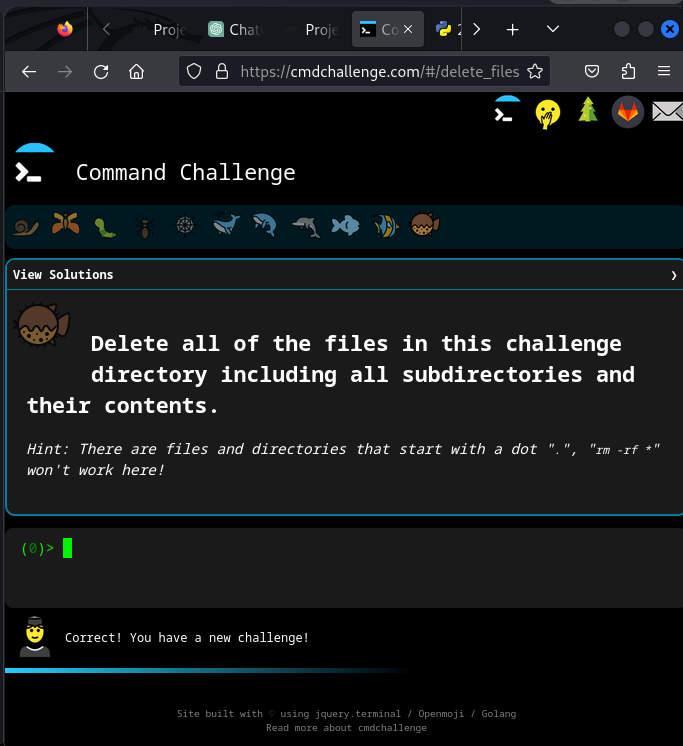 Proje
Chat
Proje
Co
2
https://cmdchallenge.com/#/delete_files
Command Challenge
View Solutions
Delete all of the files in this challenge
directory including all subdirectories and
their contents.
Hint: There are files and directories that start with a dot ".", "rm -rf *"
won't work here!
(0)>
Correct! You have a new challenge!
Site built with ♡ using jquery.terminal / Openmoji / Golang
Read more about cmdchallenge